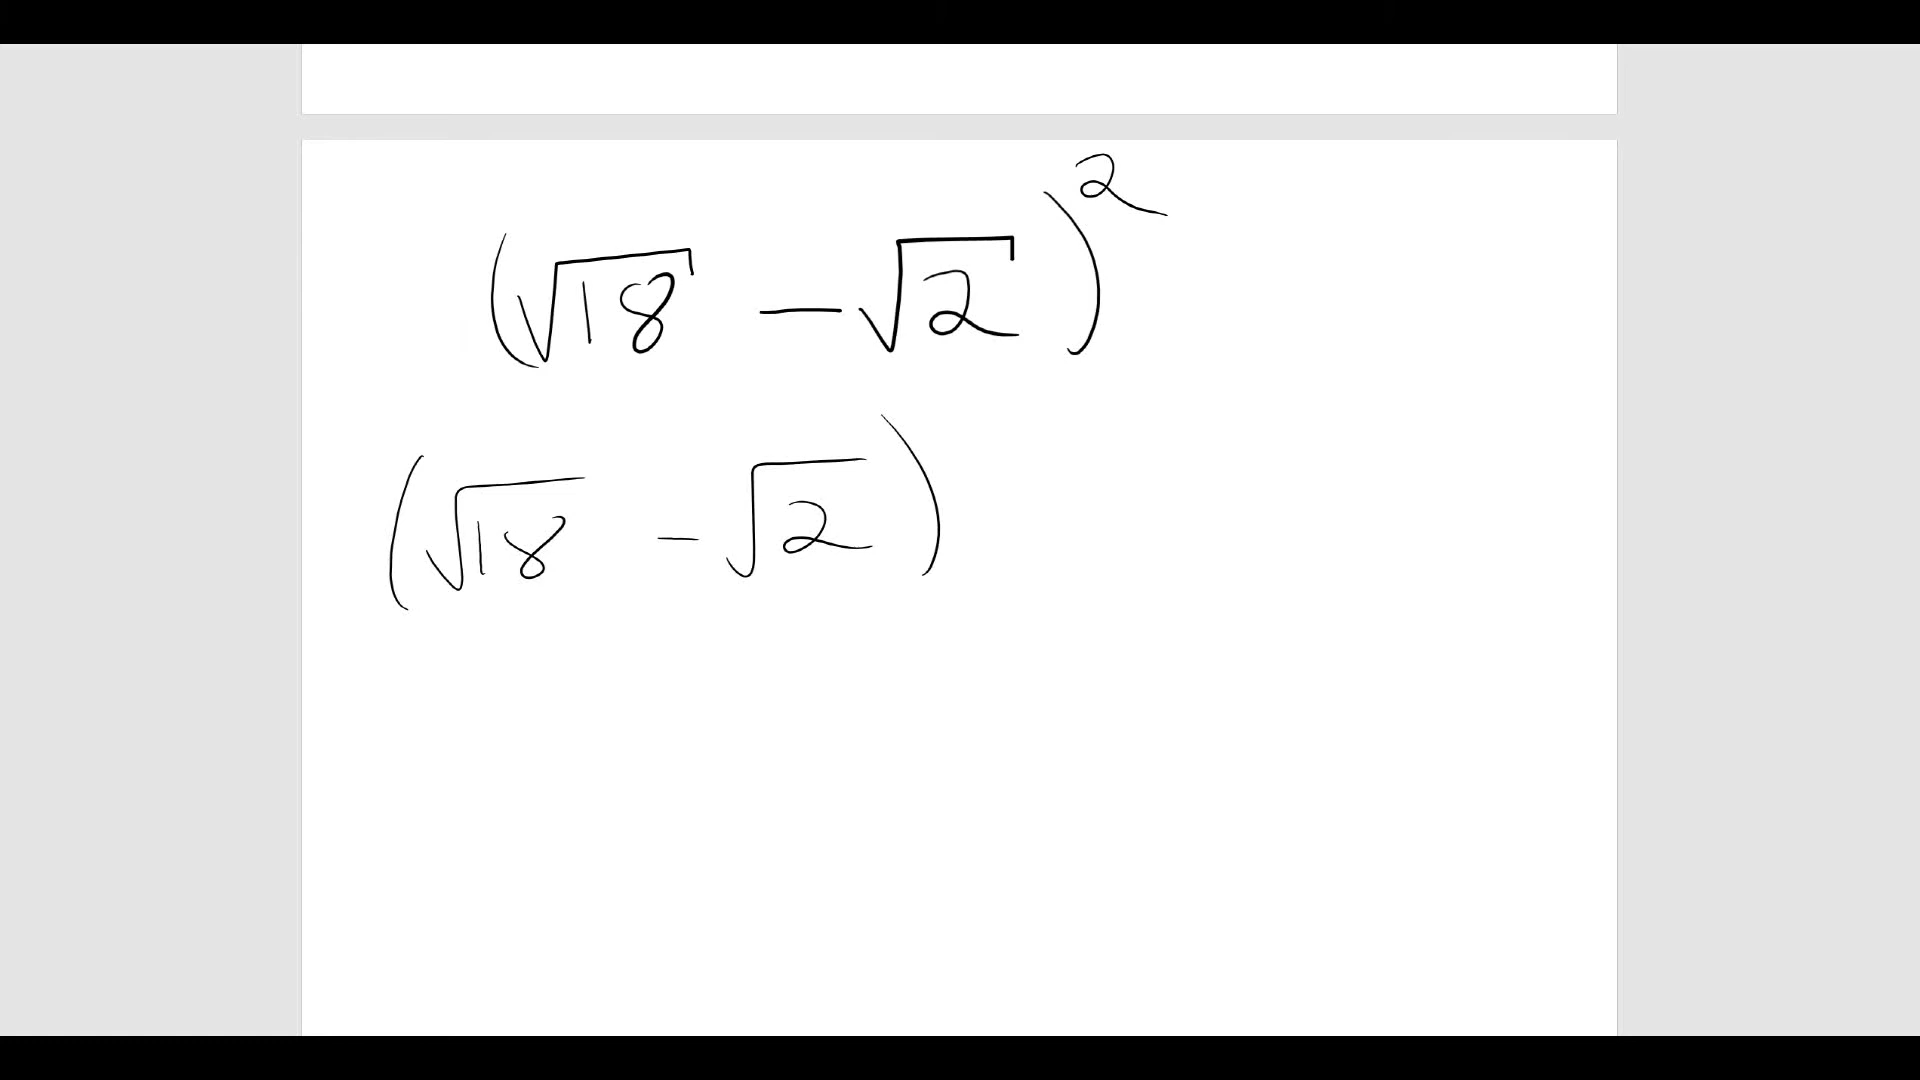 (√18 - √2)²
(√18 - √2)